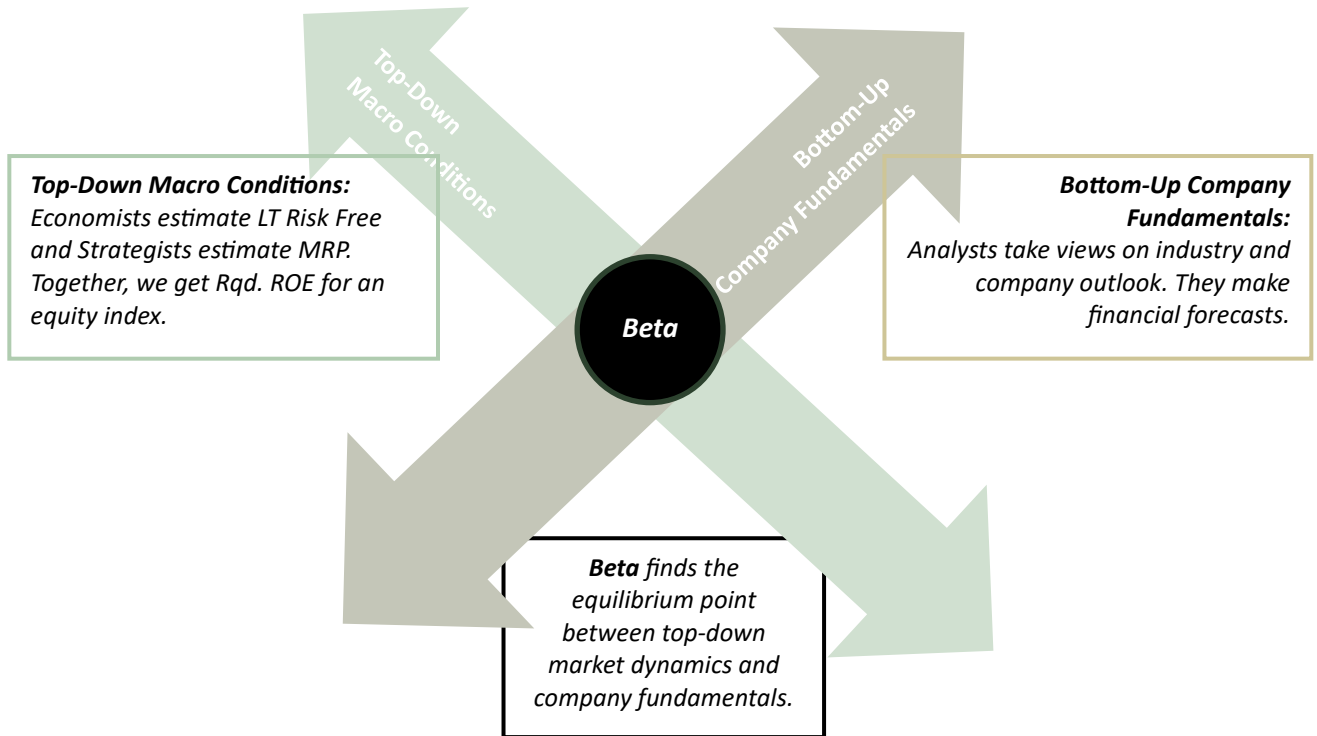 Top-Down
Macro Conditions
Bottom-Up
Company Fundamentals
Top-Down Macro Conditions:
Economists estimate LT Risk Free
and Strategists estimate MRP.
Together, we get Rqd. ROE for an
equity index.
Bottom-Up Company
Fundamentals:
Analysts take views on industry and
company outlook. They make
financial forecasts.
Beta
Beta finds the
equilibrium point
between top-down
market dynamics and
company fundamentals.